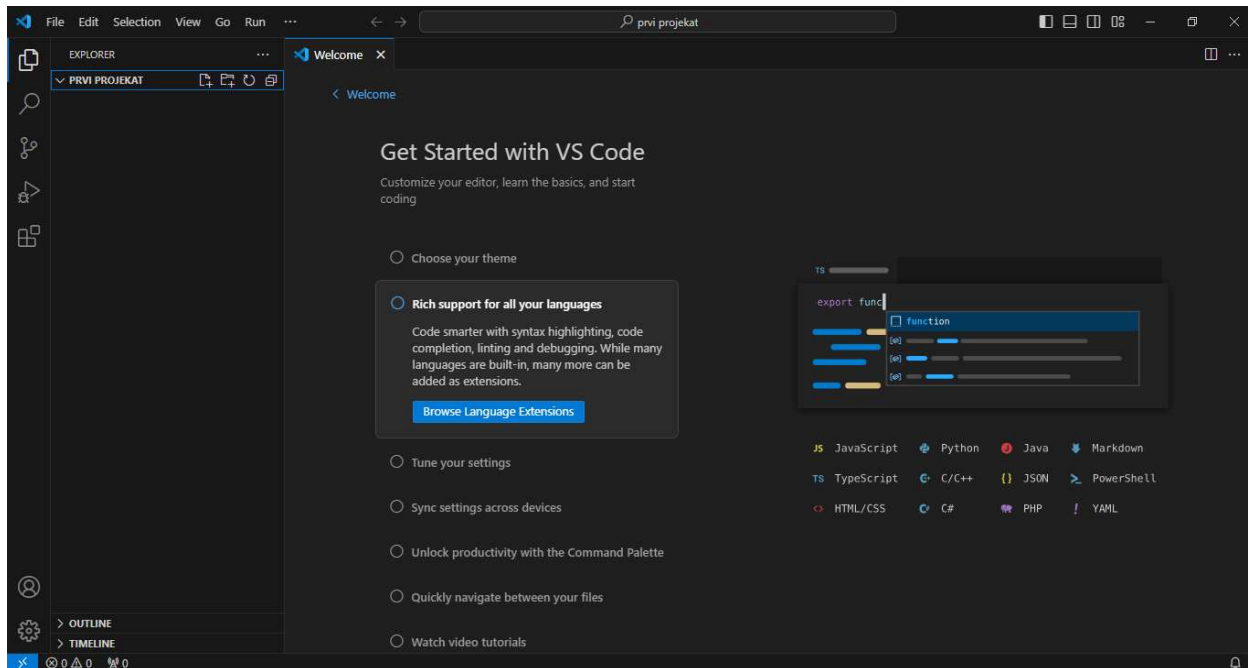 File Edit Selection View Go Run ···
prvi projekat
EXPLORER ···
Welcome
PRVI PROJEKAT
Welcome
Get Started with VS Code
Customize your editor, learn the basics, and start
coding
Choose your theme
Rich support for all your languages
Code smarter with syntax highlighting, code
completion, linting and debugging. While many
languages are built-in, many more can be
added as extensions.
Browse Language Extensions
Tune your settings
Sync settings across devices
Unlock productivity with the Command Palette
Quickly navigate between your files
Watch video tutorials
TS
export func
function
JS JavaScript Python Java Markdown
TS TypeScript C/C++ {} JSON PowerShell
HTML/CSS C# PHP ! YAML
OUTLINE
TIMELINE
0 0 0